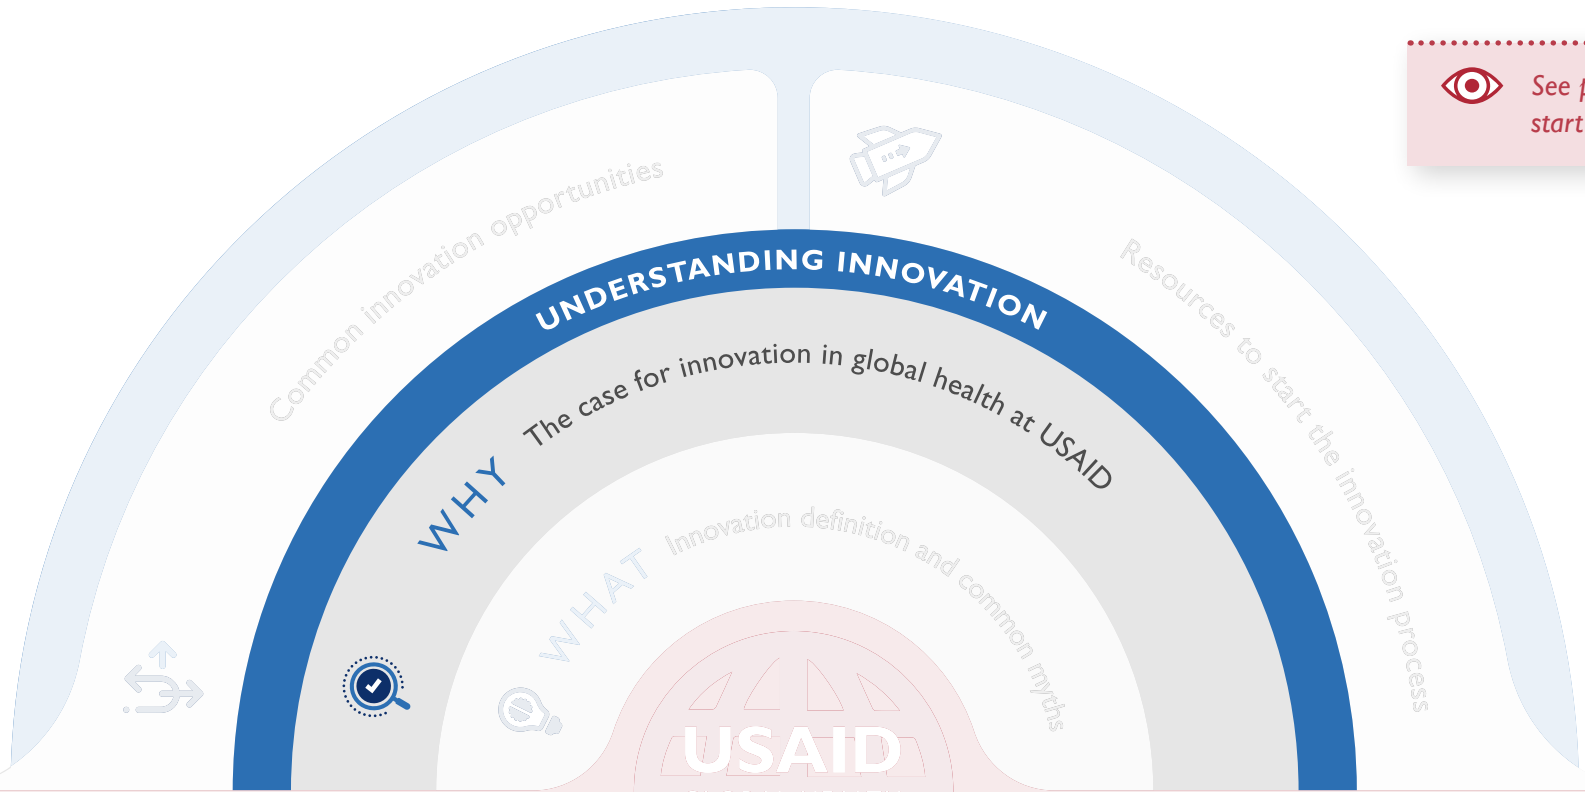 See
start
Common innovation opportunities
Resources to start the innovation process
UNDERSTANDING INNOVATION
WHY The case for innovation in global health at USAID
WHAT Innovation definition and common myths
USAID